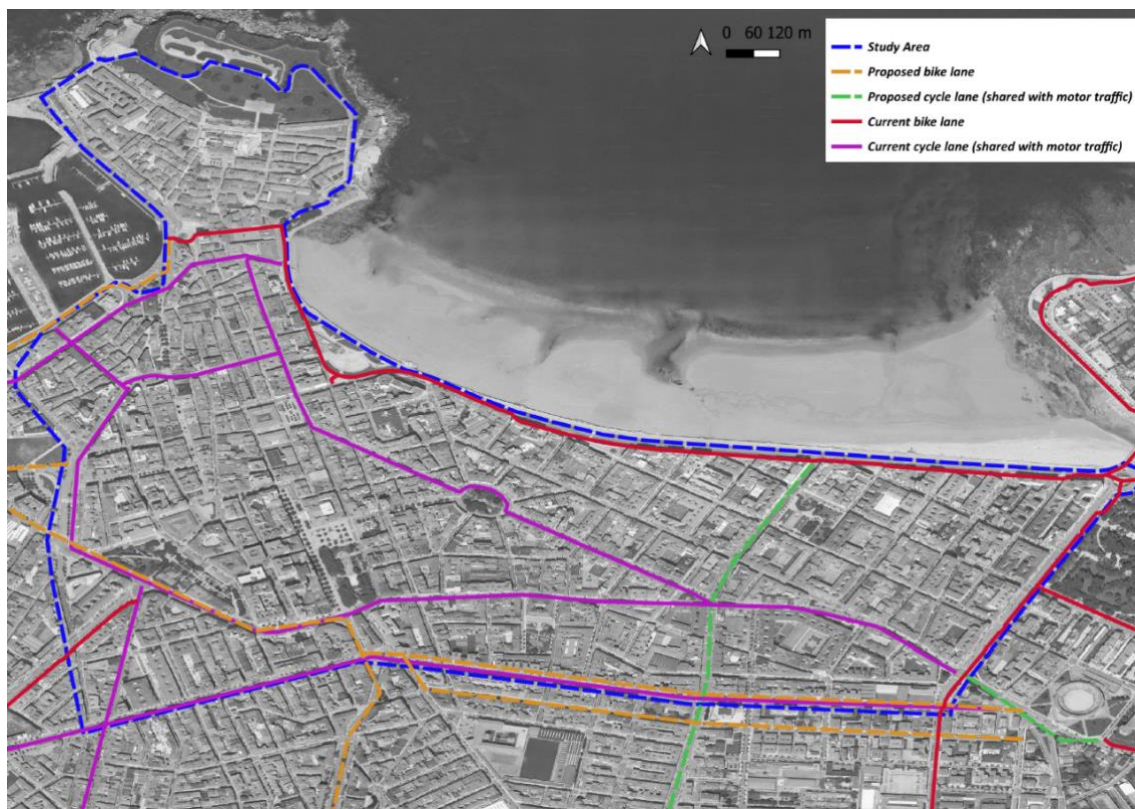 0 60 120 m
Study Area
Proposed bike lane
Proposed cycle lane (shared with motor traffic)
Current bike lane
Current cycle lane (shared with motor traffic)